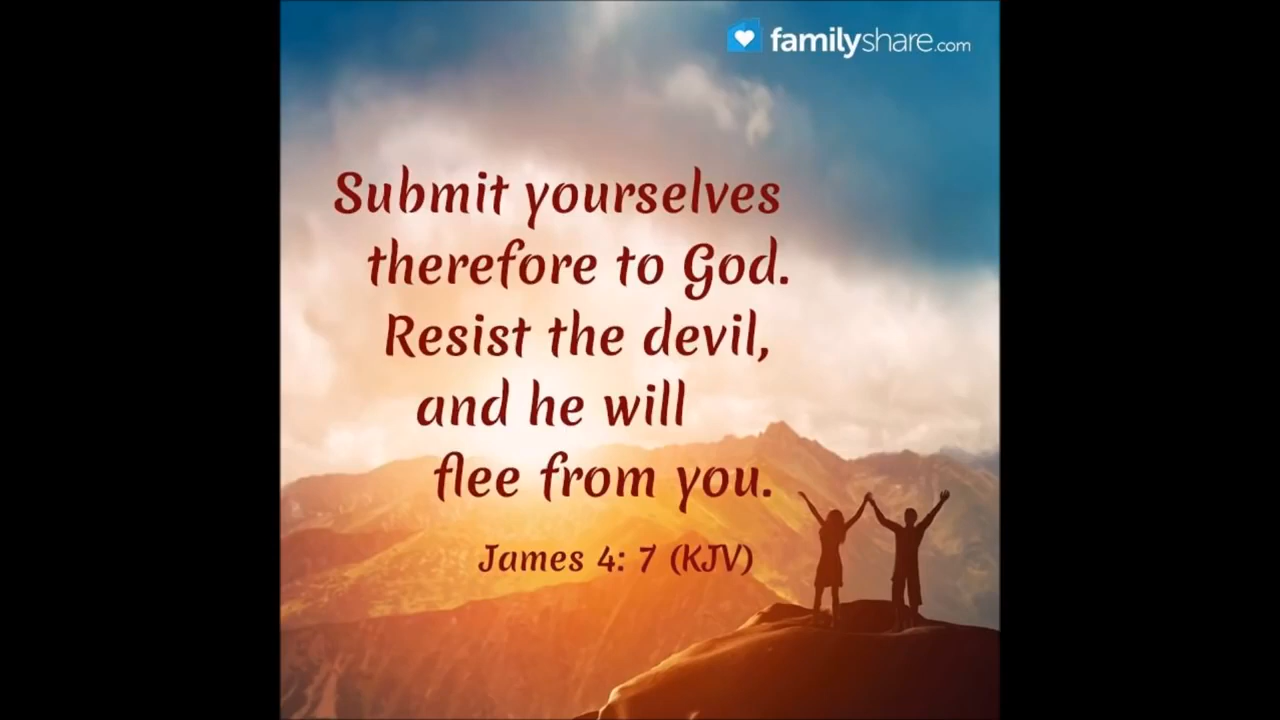 familyshare.com
Submit yourselves
therefore to God.
Resist the devil,
and he will
flee from you.
James 4: 7 (KJV)